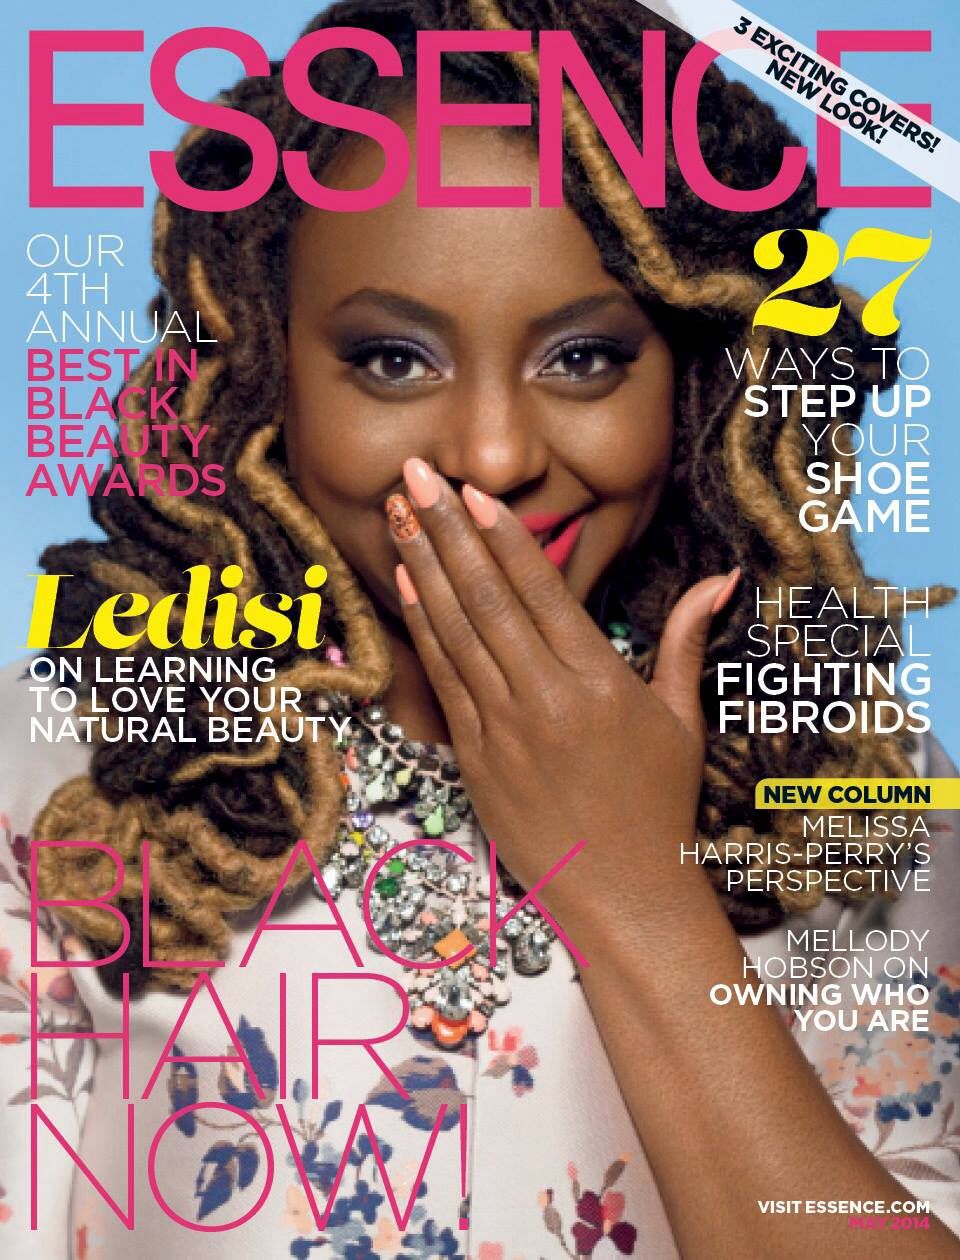 ESSENCE
3 EXCITING COVERS!
NEW LOOK!
OUR
4TH
ANNUAL
BEST IN
BLACK
BEAUTY
AWARDS
Ledisi
ON LEARNING
TO LOVE YOUR
NATURAL BEAUTY
BLACK
HAIR
NOW!
27
WAYS TO
STEP UP
YOUR
SHOE
GAME
HEALTH
SPECIAL
FIGHTING
FIBROIDS
NEW COLUMN
MELISSA
HARRIS-PERRY'S
PERSPECTIVE
MELLODY
HOBSON ON
OWNING WHO
YOU ARE
VISIT ESSENCE.COM
MAY 2014